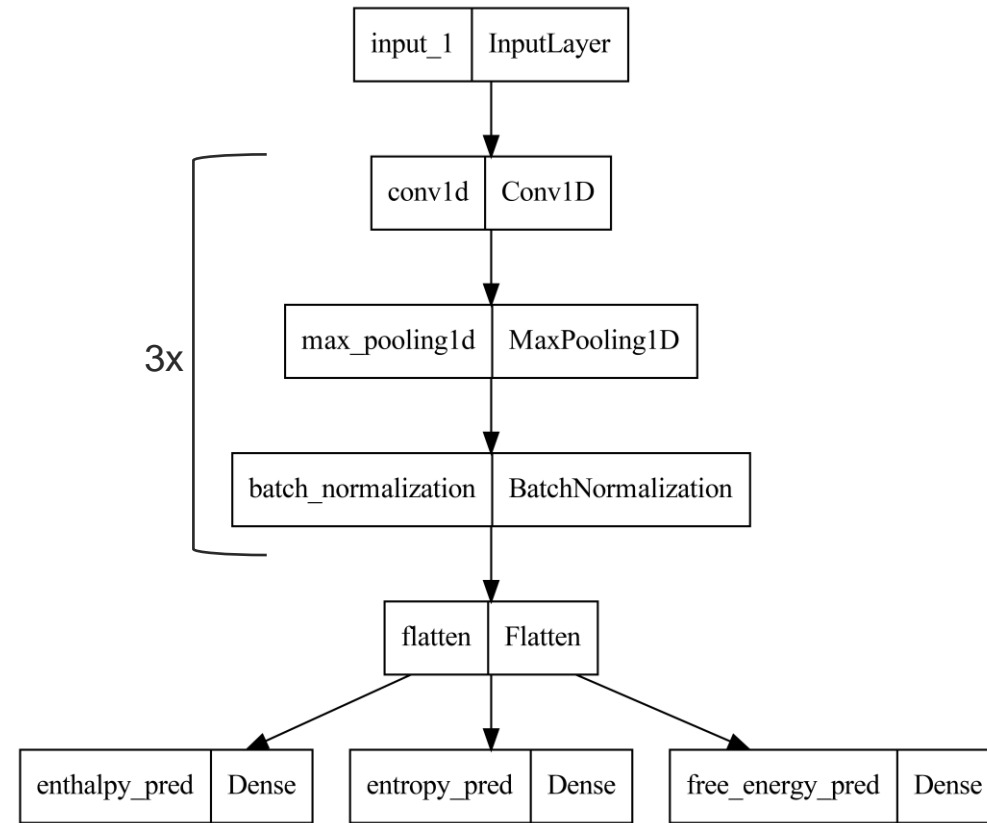 input_1 InputLayer
conv1d Conv1D
max_pooling1d MaxPooling1D
3x
batch_normalization BatchNormalization
flatten Flatten
enthalpy_pred Dense entropy_pred Dense free_energy_pred Dense